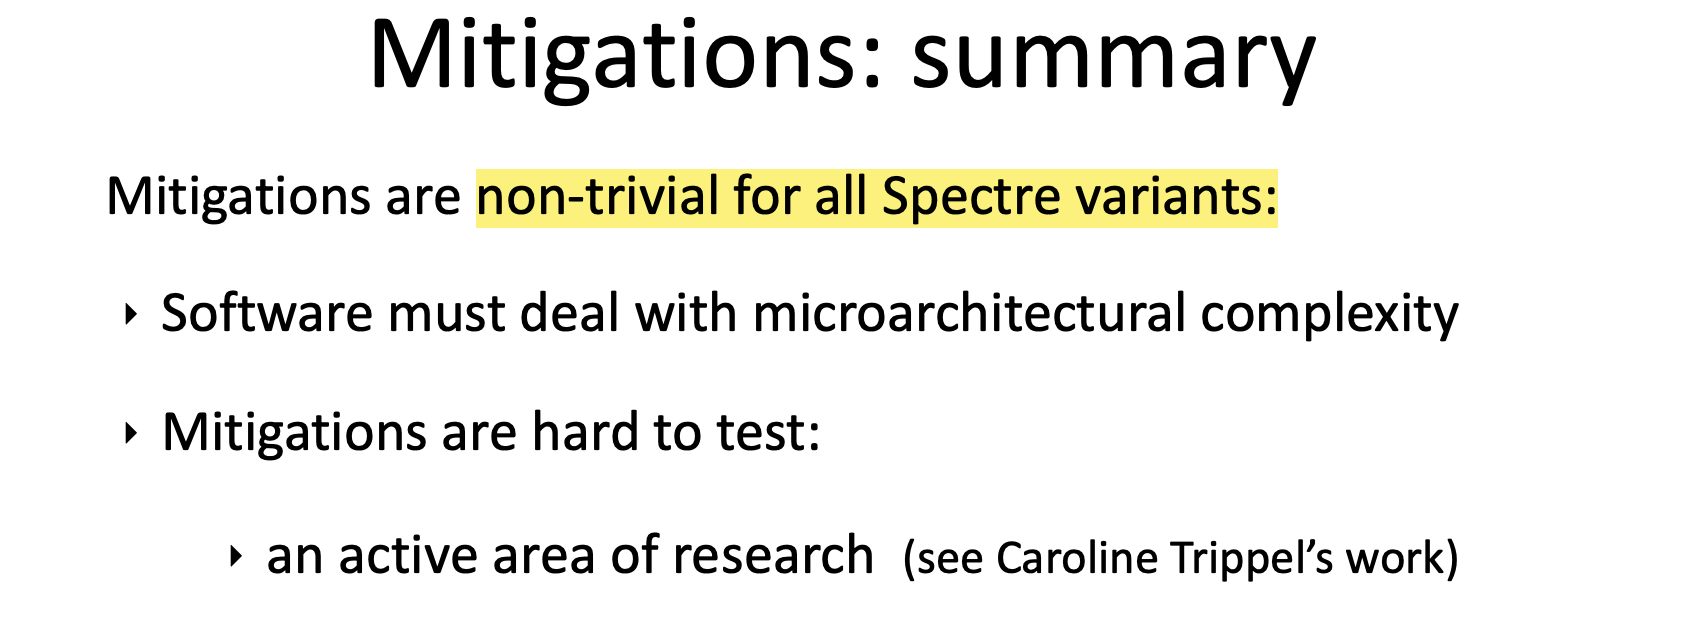 Mitigations: summary
Mitigations are non-trivial for all Spectre variants:
‣ Software must deal with microarchitectural complexity
‣ Mitigations are hard to test:
‣ an active area of research (see Caroline Trippel’s work)